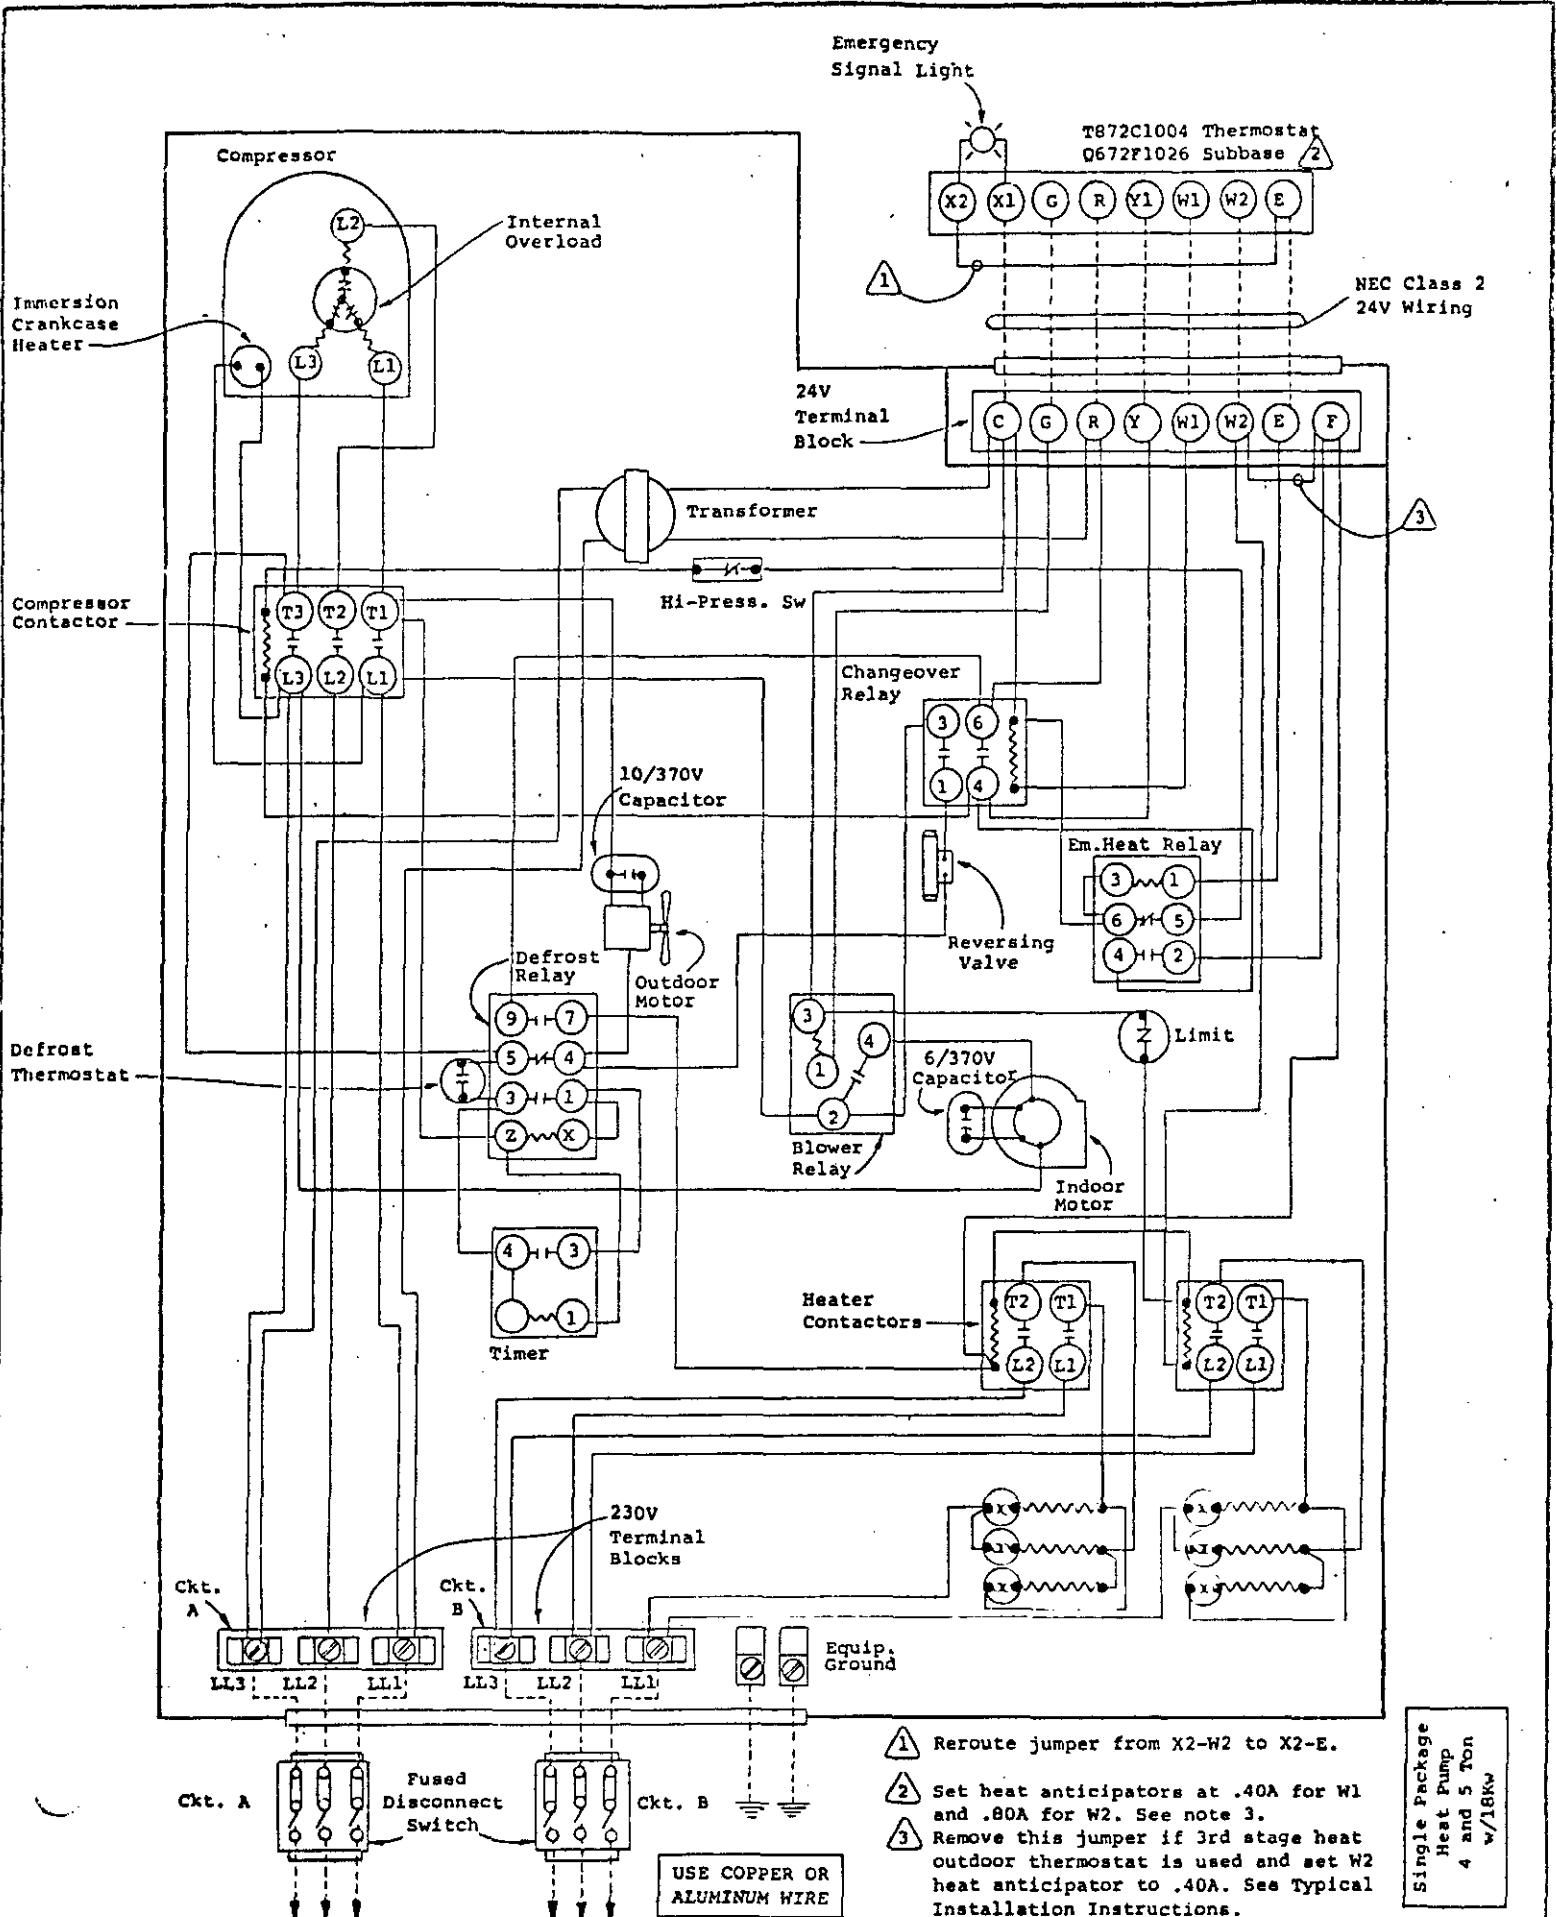 Emergency
Signal Light
T872C1004 Thermostat
Q672F1026 Subbase 2
X2 X1 G R Y1 W1 W2 E
1
NEC Class 2
24V Wiring
Compressor
L2
Internal
Overload
Immersion
Crankcase
Heater
L3 L1
24V
Terminal
Block
C G R Y W1 W2 E F
3
Transformer
Hi-Press. Sw
Compressor
Contactor
T3 T2 T1
L3 L2 L1
Changeover
Relay
3 6
1 4
10/370V
Capacitor
Em.Heat Relay
3 1
6 5
4 2
Reversing
Valve
Defrost
Relay
Outdoor
Motor
9 7
5 4
3 1
Z X
Defrost
Thermostat
3
4
1
2
Blower
Relay
6/370V
Capacitor
Limit
Indoor
Motor
4 3
1
Timer
Heater
Contactors
T2 T1
L2 L1
T2 T1
L2 L1
230V
Terminal
Blocks
X X
X X
X X
Ckt.
A
Ckt.
B
LL3 LL2 LL1
LL3 LL2 LL1
Equip.
Ground
Ckt. A
Fused
Disconnect
Switch
Ckt. B
USE COPPER OR
ALUMINUM WIRE
1 Reroute jumper from X2-W2 to X2-E.
2 Set heat anticipators at .40A for W1
and .80A for W2. See note 3.
3 Remove this jumper if 3rd stage heat
outdoor thermostat is used and set W2
heat anticipator to .40A. See Typical
Installation Instructions.
Single Package
Heat Pump
4 and 5 Ton
w/18Kw